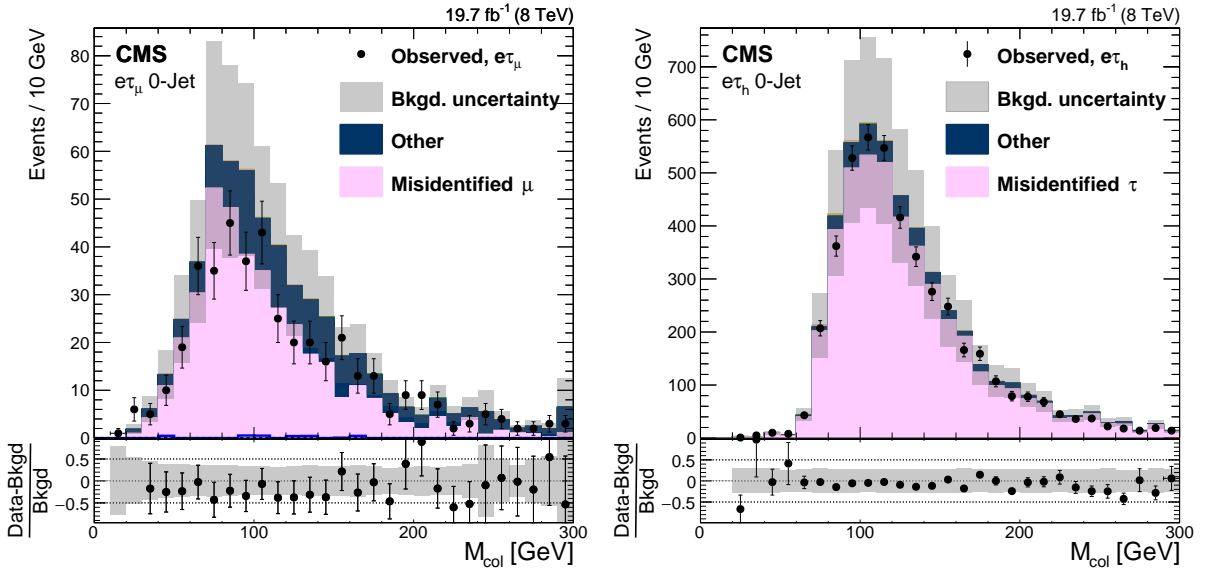 19.7 fb⁻¹ (8 TeV)
CMS
eτμ 0-Jet
Observed, eτμ
Bkgd. uncertainty
Other
Misidentified μ
Events / 10 GeV
80
70
60
50
40
30
20
10
0
Data-Bkgd
Bkgd
0.5
0
−0.5
0 100 200 300
M_col [GeV]
19.7 fb⁻¹ (8 TeV)
CMS
eτh 0-Jet
Observed, eτh
Bkgd. uncertainty
Other
Misidentified τ
Events / 10 GeV
700
600
500
400
300
200
100
0
Data-Bkgd
Bkgd
0.5
0
−0.5
0 100 200 300
M_col [GeV]